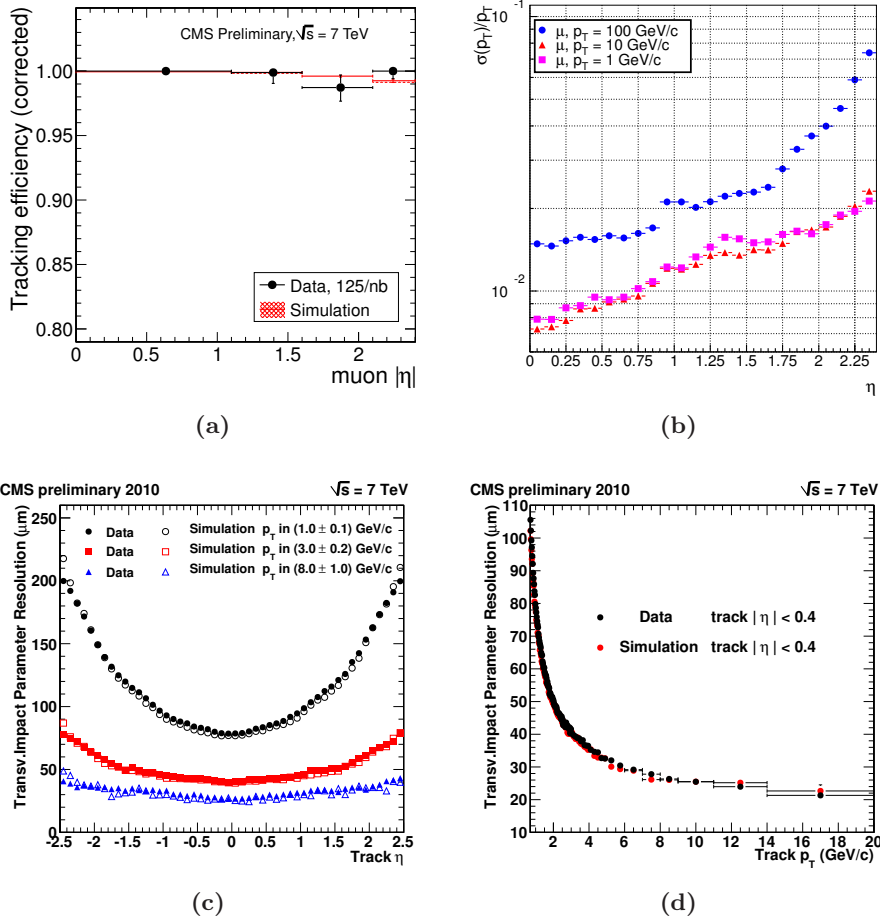 CMS Preliminary,√s = 7 TeV
Tracking efficiency (corrected)
1.00
0.95
0.90
0.85
0.80
Data, 125/nb
Simulation
0 0.5 1 1.5 2
muon |η|
(a)
σ(pT)/pT
10⁻¹
10⁻²
μ, pT = 100 GeV/c
μ, pT = 10 GeV/c
μ, pT = 1 GeV/c
0 0.25 0.5 0.75 1 1.25 1.5 1.75 2 2.25
η
(b)
CMS preliminary 2010 √s = 7 TeV
Transv.Impact Parameter Resolution (μm)
250
200
150
100
50
0
Data Simulation pT in (1.0 ± 0.1) GeV/c
Data Simulation pT in (3.0 ± 0.2) GeV/c
Data Simulation pT in (8.0 ± 1.0) GeV/c
-2.5 -2 -1.5 -1 -0.5 0 0.5 1 1.5 2 2.5
Track η
(c)
CMS preliminary 2010 √s = 7 TeV
Transv.Impact Parameter Resolution (μm)
110
100
90
80
70
60
50
40
30
20
10
Data track | η | < 0.4
Simulation track | η | < 0.4
2 4 6 8 10 12 14 16 18 20
Track pT (GeV/c)
(d)